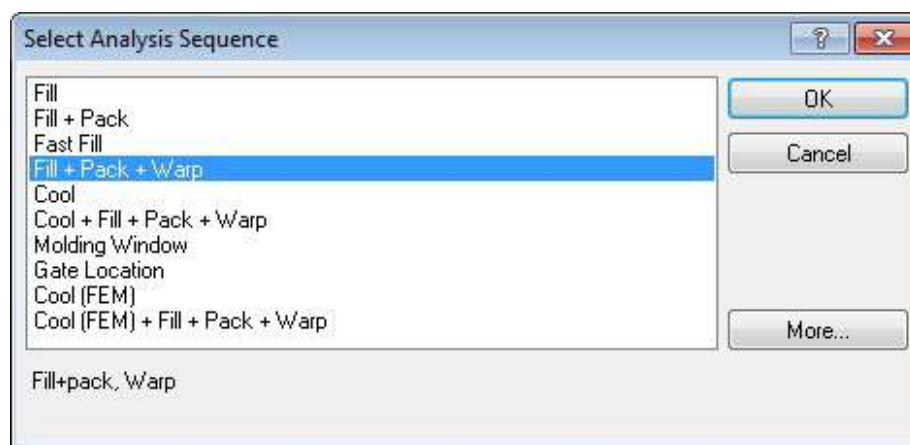 Select Analysis Sequence
Fill
Fill + Pack
Fast Fill
Fill + Pack + Warp
Cool
Cool + Fill + Pack + Warp
Molding Window
Gate Location
Cool (FEM)
Cool (FEM) + Fill + Pack + Warp
OK
Cancel
More...
Fill+pack, Warp